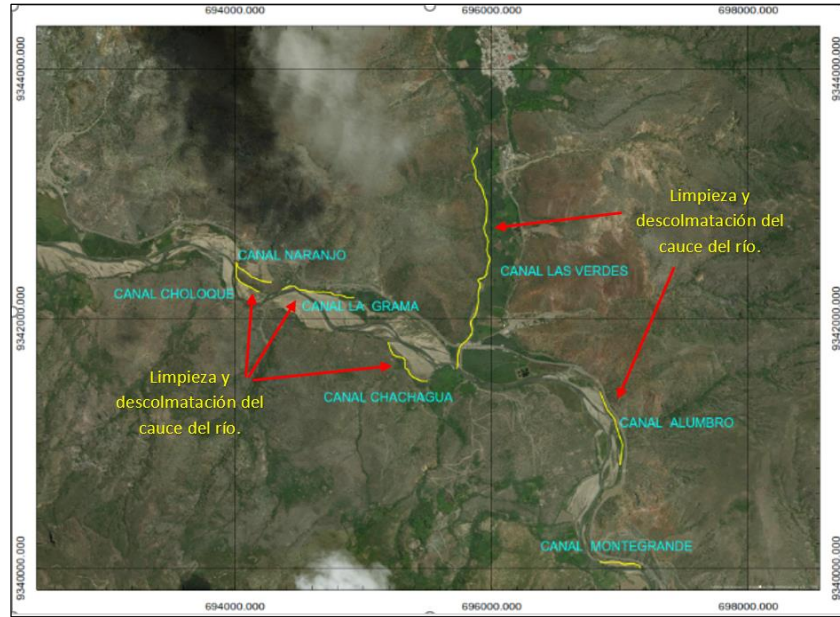 694000.000
696000.000
698000.000
9344000.000
9344000.000
Limpieza y
descolmatación del
cauce del río.
CANAL NARANJO
CANAL LAS VERDES
CANAL CHOLOQUE
CANAL LA GRAMA
9342000.000
9342000.000
Limpieza y
descolmatación del
cauce del río.
CANAL CHACHAGUA
CANAL ALUMBRO
CANAL MONTEGRANDE
9340000.000
9340000.000
694000.000
696000.000
698000.000